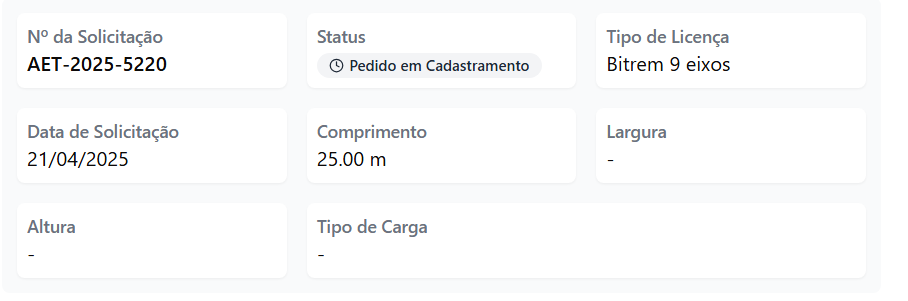 Nº da Solicitação
AET-2025-5220
Status
Pedido em Cadastramento
Tipo de Licença
Bitrem 9 eixos
Data de Solicitação
21/04/2025
Comprimento
25.00 m
Largura
-
Altura
-
Tipo de Carga
-